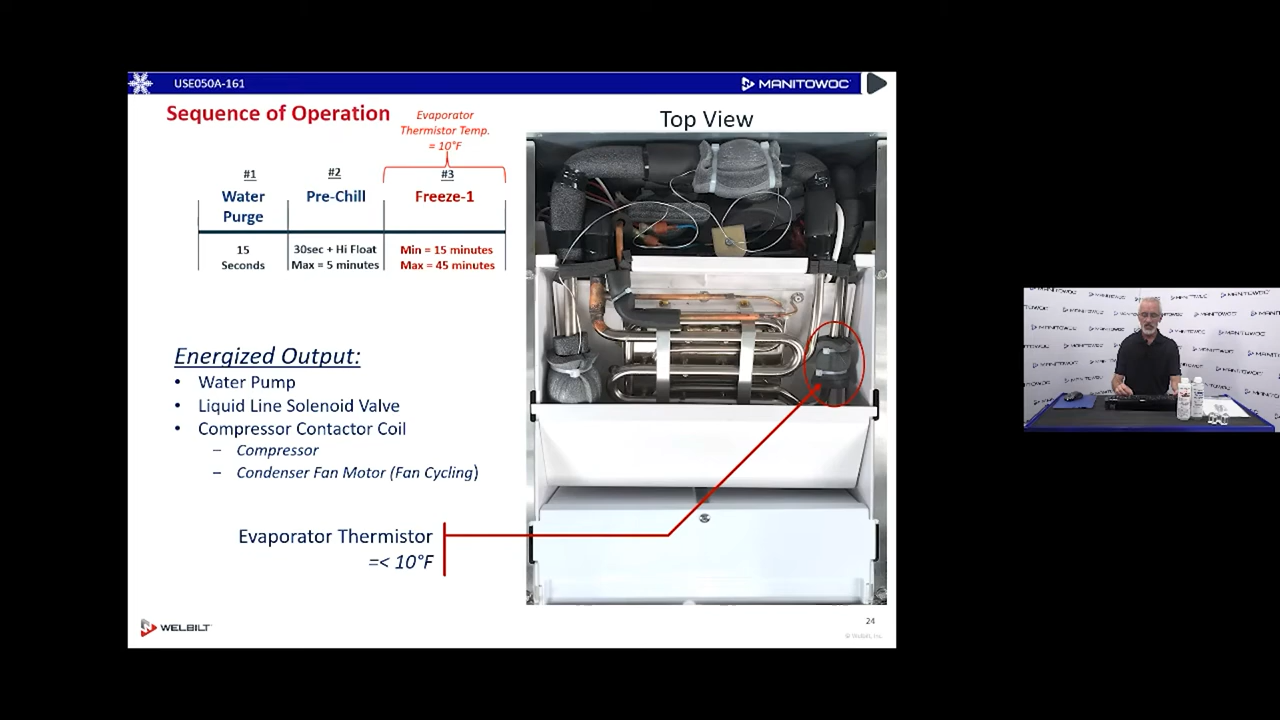 USE050A-161
MANITOWOC
Sequence of Operation
Evaporator
Thermistor Temp.
= 10°F
Top View
#1
#2
#3
Water
Purge
Pre-Chill
Freeze-1
15
Seconds
30sec + Hi Float
Max = 5 minutes
Min = 15 minutes
Max = 45 minutes
Energized Output:
• Water Pump
• Liquid Line Solenoid Valve
• Compressor Contactor Coil
– Compressor
– Condenser Fan Motor (Fan Cycling)
Evaporator Thermistor
=< 10°F
WELBILT
24
© Welbilt, Inc.
MANITOWOC